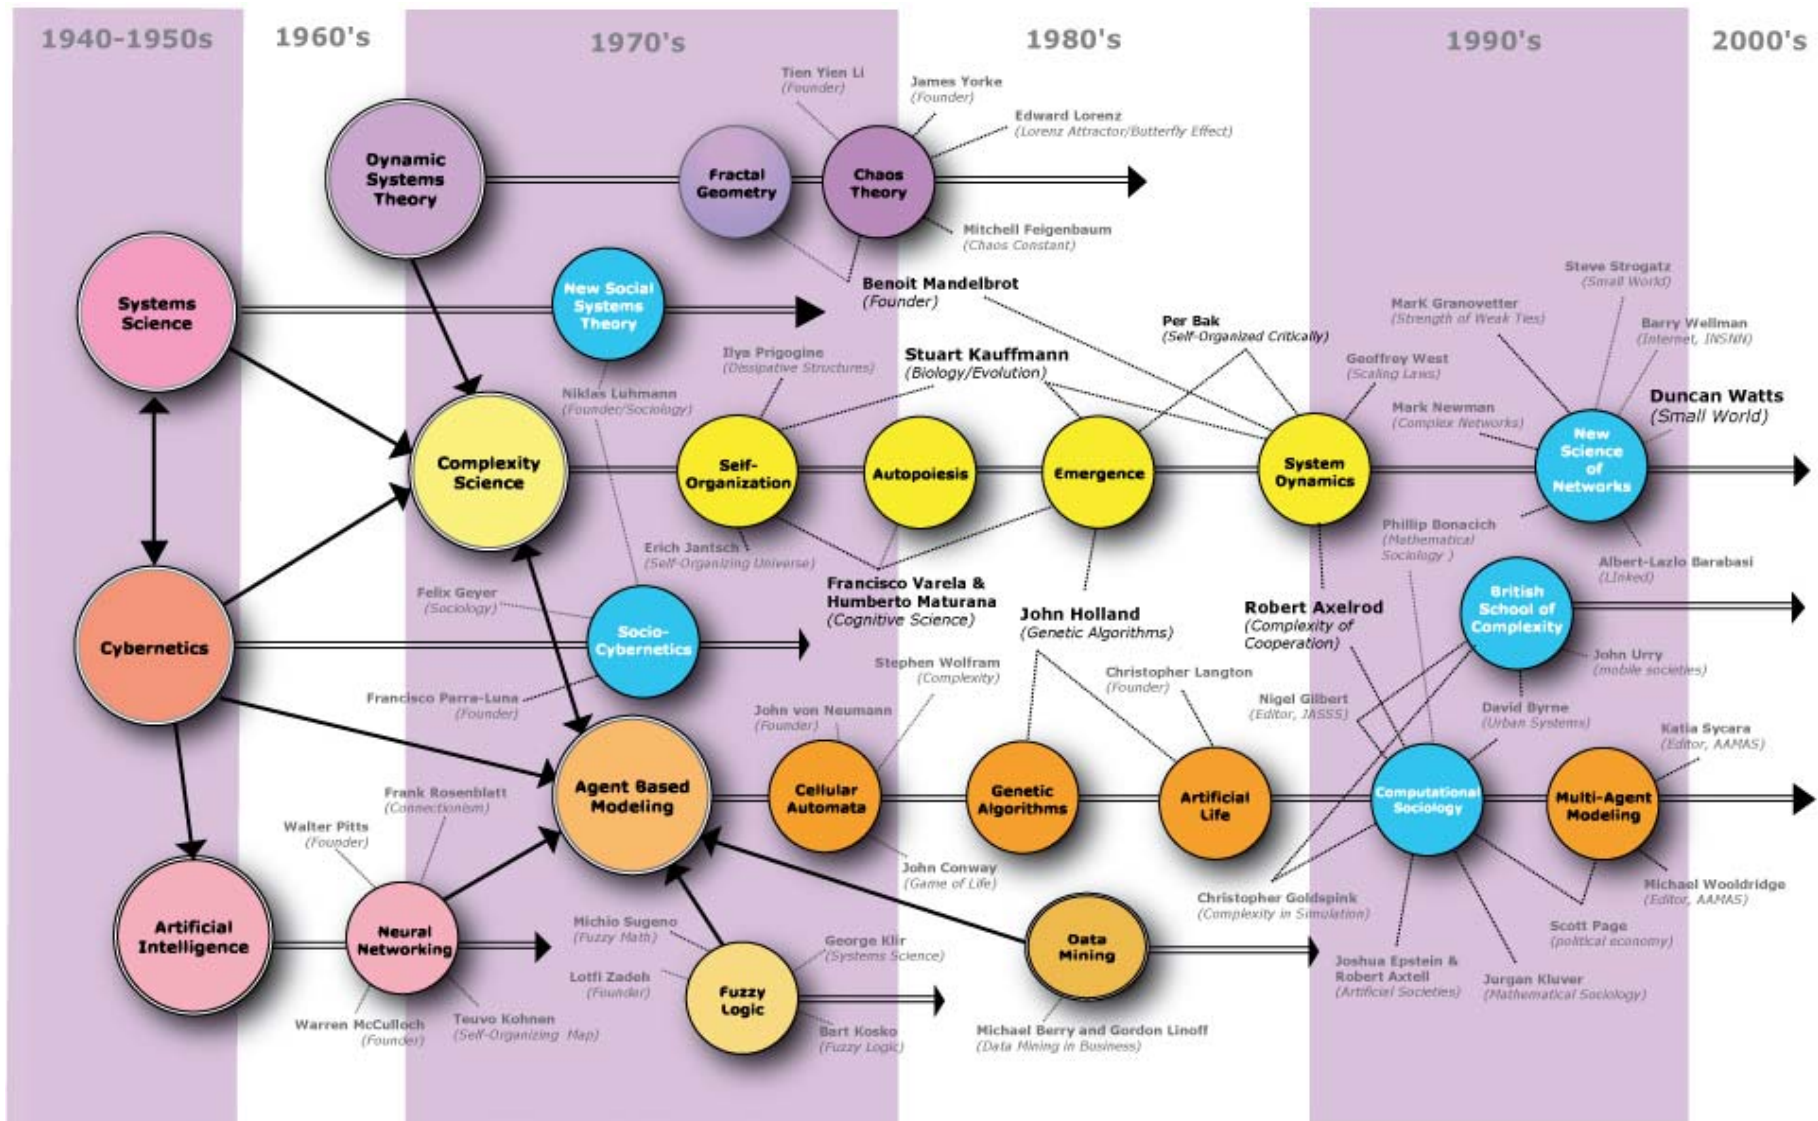 1940-1950s
1960's
1970's
1980's
1990's
2000's
Tien Yien Li
(Founder)
James Yorke
(Founder)
Edward Lorenz
(Lorenz Attractor/Butterfly Effect)
Dynamic
Systems
Theory
Fractal
Geometry
Chaos
Theory
Mitchell Feigenbaum
(Chaos Constant)
Benoit Mandelbrot
(Founder)
Systems
Science
New Social
Systems
Theory
Steve Strogatz
(Small World)
Mark Granovetter
(Strength of Weak Ties)
Barry Wellman
(Internet, INSNN)
Per Bak
(Self-Organized Critically)
Ilya Prigogine
(Dissipative Structures)
Stuart Kauffmann
(Biology/Evolution)
Geoffrey West
(Scaling Laws)
Duncan Watts
(Small World)
Niklas Luhmann
(Founder/Sociology)
Mark Newman
(Complex Networks)
Complexity
Science
Self-
Organization
Autopoiesis
Emergence
System
Dynamics
New
Science
of
Networks
Erich Jantsch
(Self-Organizing Universe)
Phillip Bonacich
(Mathematical
Sociology )
Albert-Lazlo Barabasi
(LInked)
Felix Geyer
(Sociology)
Francisco Varela &
Humberto Maturana
(Cognitive Science)
John Holland
(Genetic Algorithms)
Robert Axelrod
(Complexity of
Cooperation)
British
School of
Complexity
Cybernetics
Socio-
Cybernetics
John Urry
(mobile societies)
Francisco Parra-Luna
(Founder)
Stephen Wolfram
(Complexity)
Christopher Langton
(Founder)
Nigel Gilbert
(Editor, JASSS)
David Byrne
(Urban Systems)
John von Neumann
(Founder)
Katia Sycara
(Editor, AAMAS)
Agent Based
Modeling
Cellular
Automata
Genetic
Algorithms
Artificial
Life
Computational
Sociology
Multi-Agent
Modeling
Frank Rosenblatt
(Connectionism)
Walter Pitts
(Founder)
John Conway
(Game of Life)
Christopher Goldspink
(Complexity in Simulation)
Michael Wooldridge
(Editor, AAMAS)
Artificial
Intelligence
Neural
Networking
Michio Sugeno
(Fuzzy Math)
George Klir
(Systems Science)
Data
Mining
Scott Page
(political economy)
Lotfi Zadeh
(Founder)
Fuzzy
Logic
Joshua Epstein &
Robert Axtell
(Artificial Societies)
Jurgan Kluver
(Mathematical Sociology)
Warren McCulloch
(Founder)
Teuvo Kohnen
(Self-Organizing Map)
Bart Kosko
(Fuzzy Logic)
Michael Berry and Gordon Linoff
(Data Mining in Business)